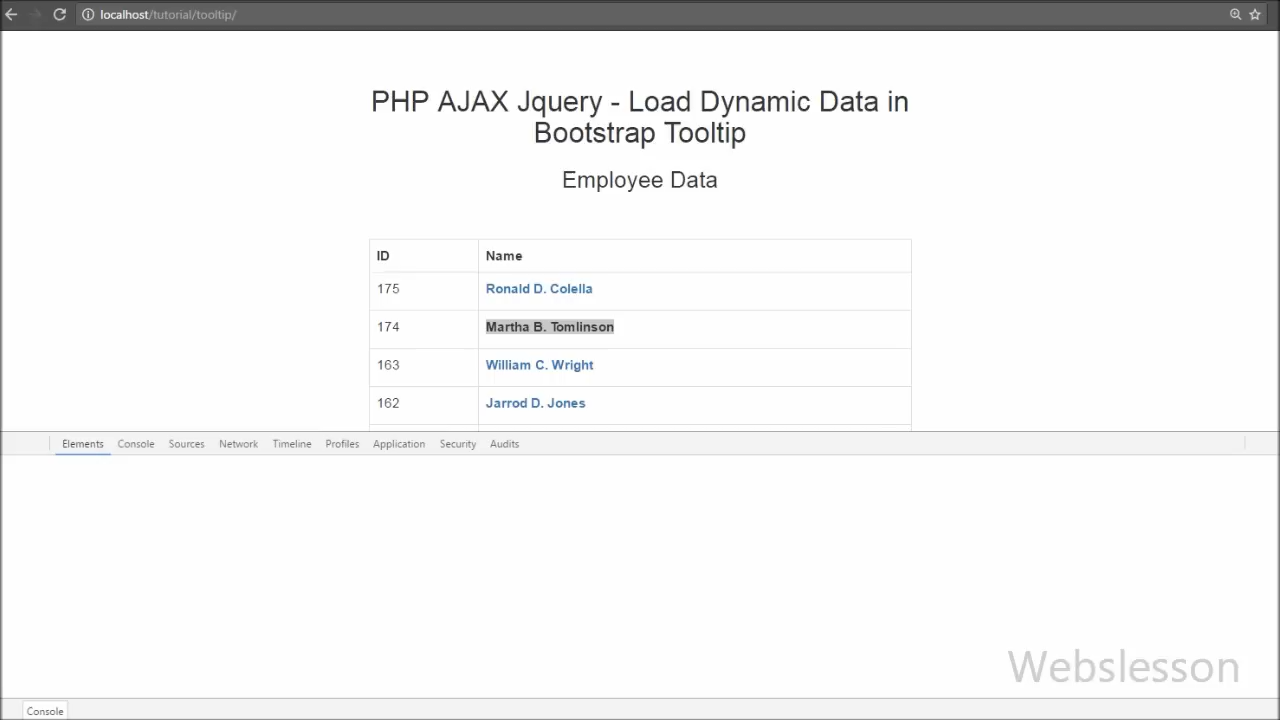 localhost/tutorial/tooltip/
PHP AJAX Jquery - Load Dynamic Data in
Bootstrap Tooltip
Employee Data
ID Name
175 Ronald D. Colella
174 Martha B. Tomlinson
163 William C. Wright
162 Jarrod D. Jones
Elements Console Sources Network Timeline Profiles Application Security Audits
Webslesson
Console